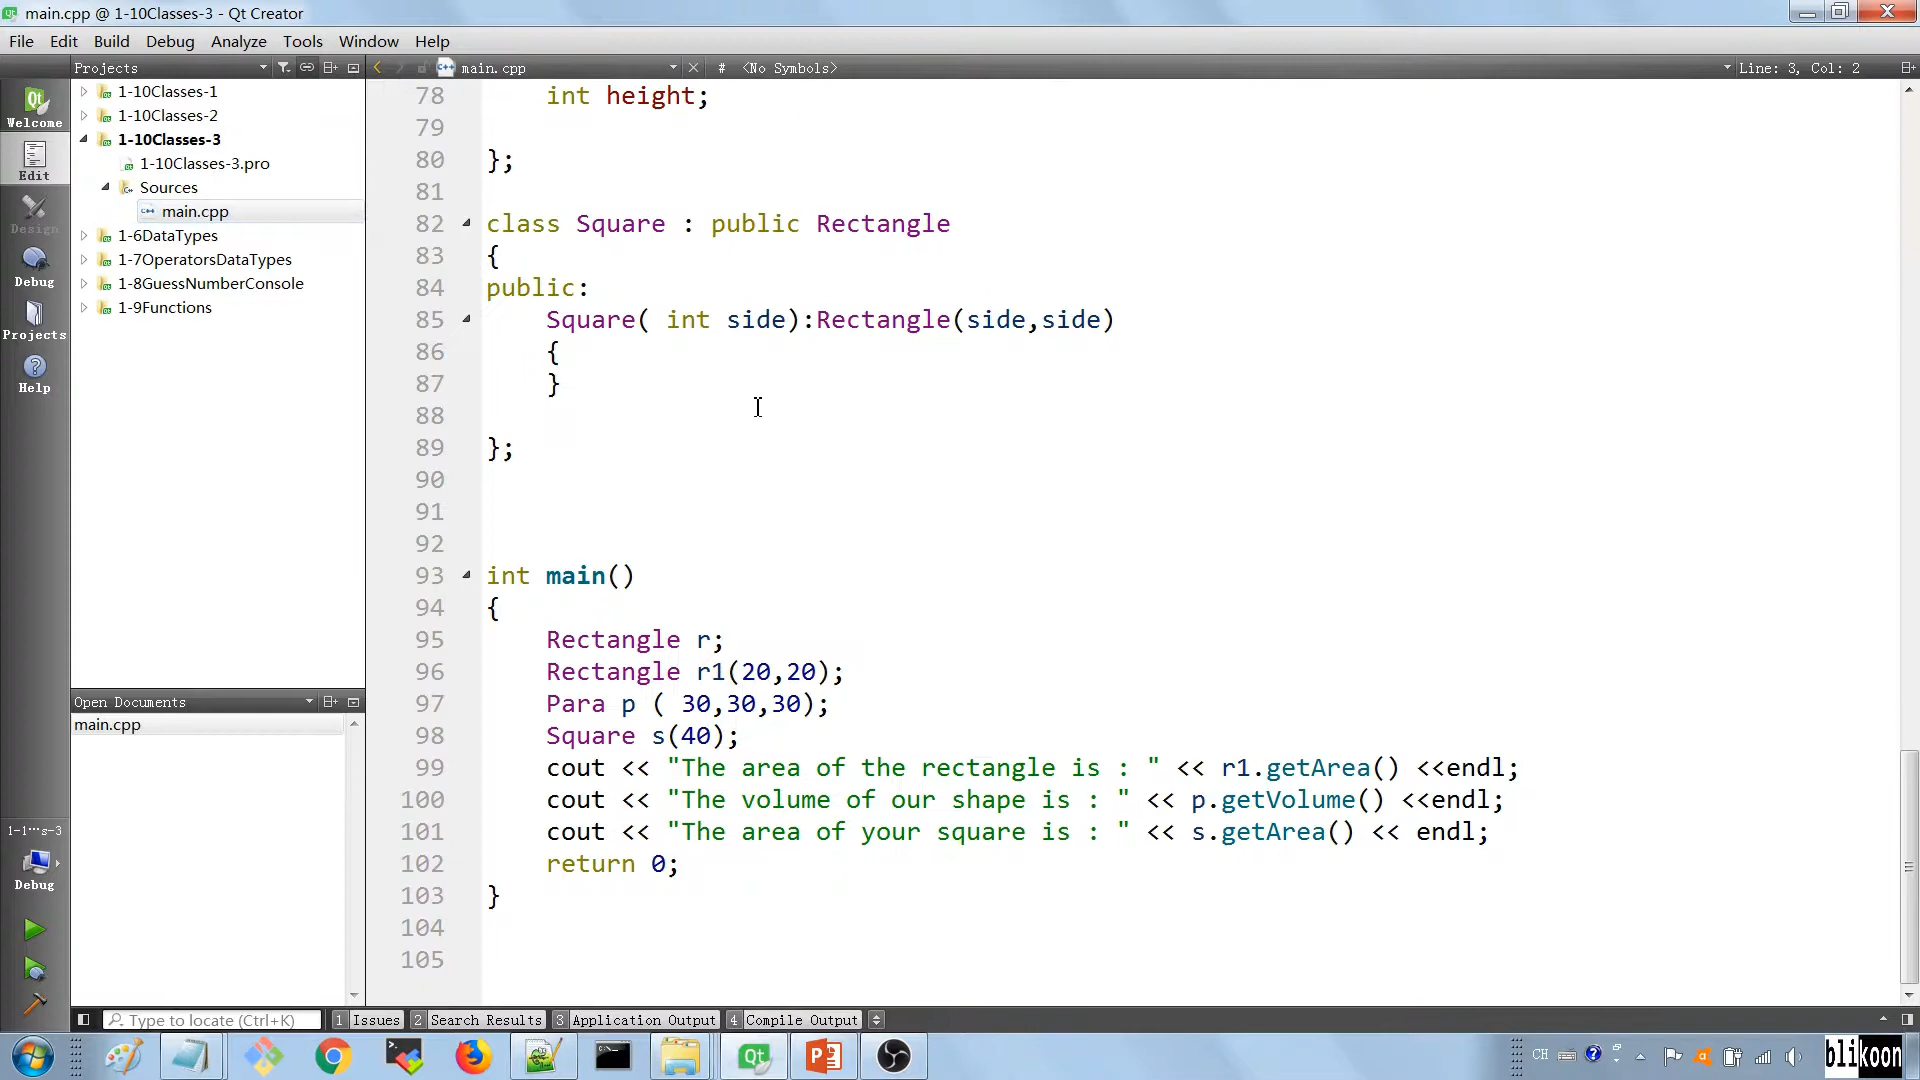 main.cpp @ 1-10Classes-3 - Qt Creator
File Edit Build Debug Analyze Tools Window Help
Projects main.cpp # <No Symbols> Line: 3, Col: 2
Welcome
Edit
Design
Debug
Projects
Help
1-10Classes-1
1-10Classes-2
1-10Classes-3
1-10Classes-3.pro
Sources
main.cpp
1-6DataTypes
1-7OperatorsDataTypes
1-8GuessNumberConsole
1-9Functions
Open Documents
main.cpp
1-1…s-3
Debug
78 int height;
79
80 };
81
82 class Square : public Rectangle
83 {
84 public:
85 Square( int side):Rectangle(side,side)
86 {
87 }
88
89 };
90
91
92
93 int main()
94 {
95 Rectangle r;
96 Rectangle r1(20,20);
97 Para p ( 30,30,30);
98 Square s(40);
99 cout << "The area of the rectangle is : " << r1.getArea() <<endl;
100 cout << "The volume of our shape is : " << p.getVolume() <<endl;
101 cout << "The area of your square is : " << s.getArea() << endl;
102 return 0;
103 }
104
105
Type to locate (Ctrl+K) 1 Issues 2 Search Results 3 Application Output 4 Compile Output
CH
blikoon